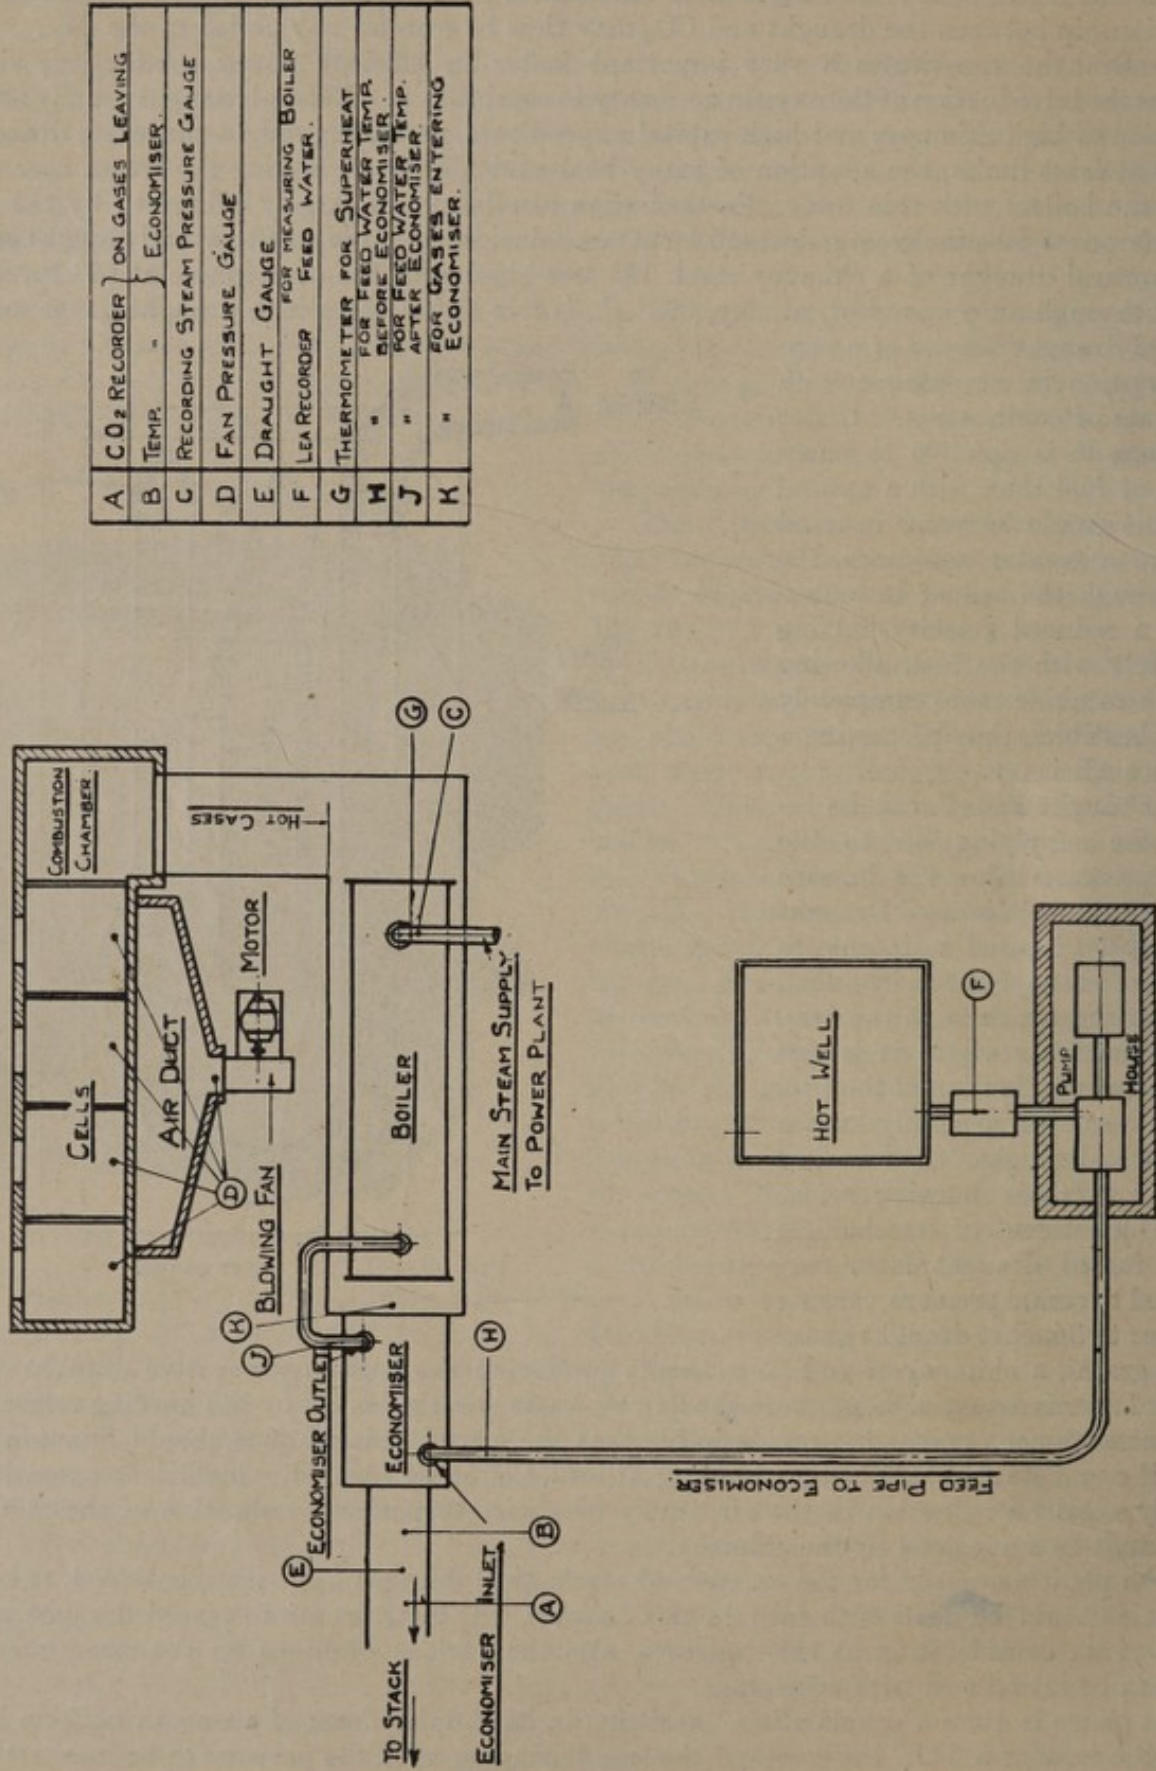 A C.O₂ RECORDER } ON GASES LEAVING
B TEMP. " } ECONOMISER.
C RECORDING STEAM PRESSURE GAUGE
D FAN PRESSURE GAUGE
E DRAUGHT GAUGE
F LEA RECORDER FOR MEASURING BOILER
FEED WATER.
G THERMOMETER FOR SUPERHEAT
H " FOR FEED WATER TEMP.
BEFORE ECONOMISER.
J " FOR FEED WATER TEMP.
AFTER ECONOMISER.
K " FOR GASES ENTERING
ECONOMISER.
COMBUSTION
CHAMBER.
CELLS
AIR DUCT
D
MOTOR
BLOWING FAN
HOT GASES
G
C
BOILER
MAIN STEAM SUPPLY
TO POWER PLANT
K
J
ECONOMISER OUTLET
ECONOMISER
H
E
B
A
TO STACK
ECONOMISER INLET
FEED PIPE TO ECONOMISER.
HOT WELL
F
PUMP
HOUSE